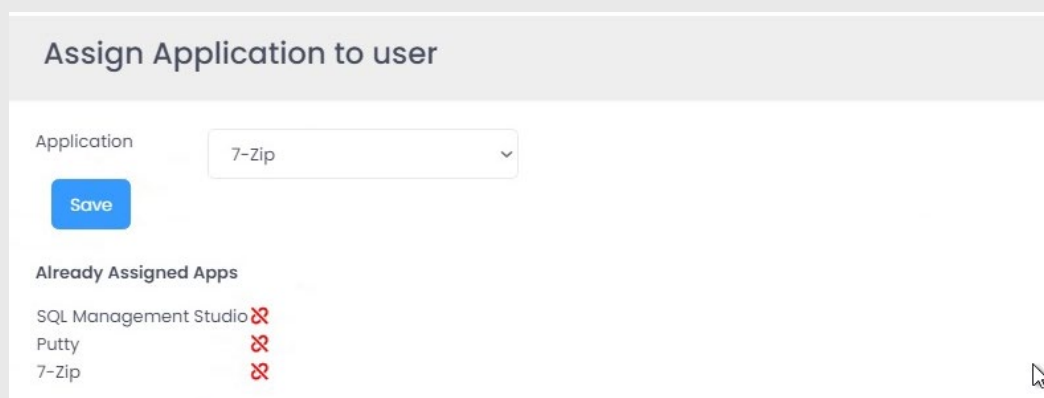 Assign Application to user
Application
7-Zip
Save
Already Assigned Apps
SQL Management Studio
Putty
7-Zip